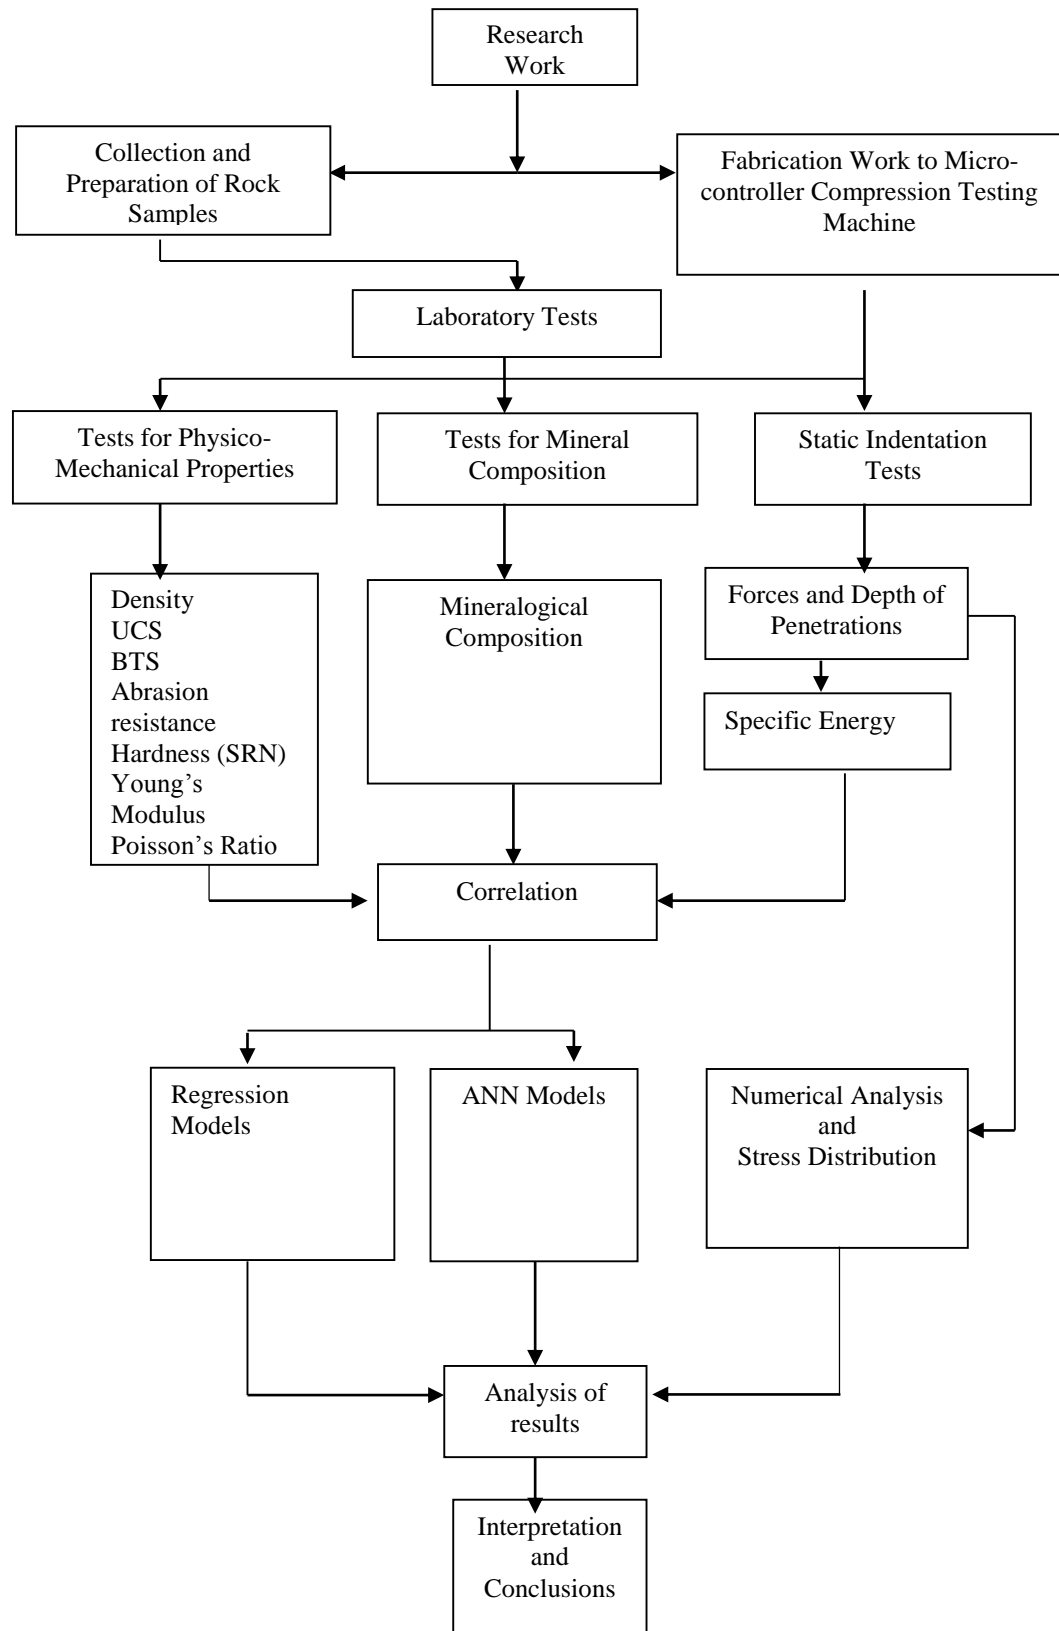 Research
Work
Collection and
Preparation of Rock
Samples
Fabrication Work to Micro-
controller Compression Testing
Machine
Laboratory Tests
Tests for Physico-
Mechanical Properties
Tests for Mineral
Composition
Static Indentation
Tests
Density
UCS
BTS
Abrasion
resistance
Hardness (SRN)
Young’s
Modulus
Poisson’s Ratio
Mineralogical
Composition
Forces and Depth of
Penetrations
Specific Energy
Correlation
Regression
Models
ANN Models
Numerical Analysis
and
Stress Distribution
Analysis of
results
Interpretation
and
Conclusions